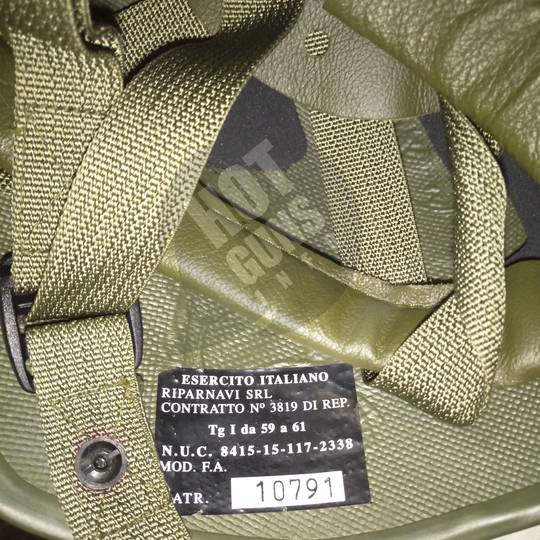 HOT
GUNS
ESERCITO ITALIANO
RIPARNAVI SRL
CONTRATTO Nº 3819 DI REP.
Tg I da 59 a 61
N.U.C. 8415-15-117-2338
MOD. F.A.
ATR. 10791